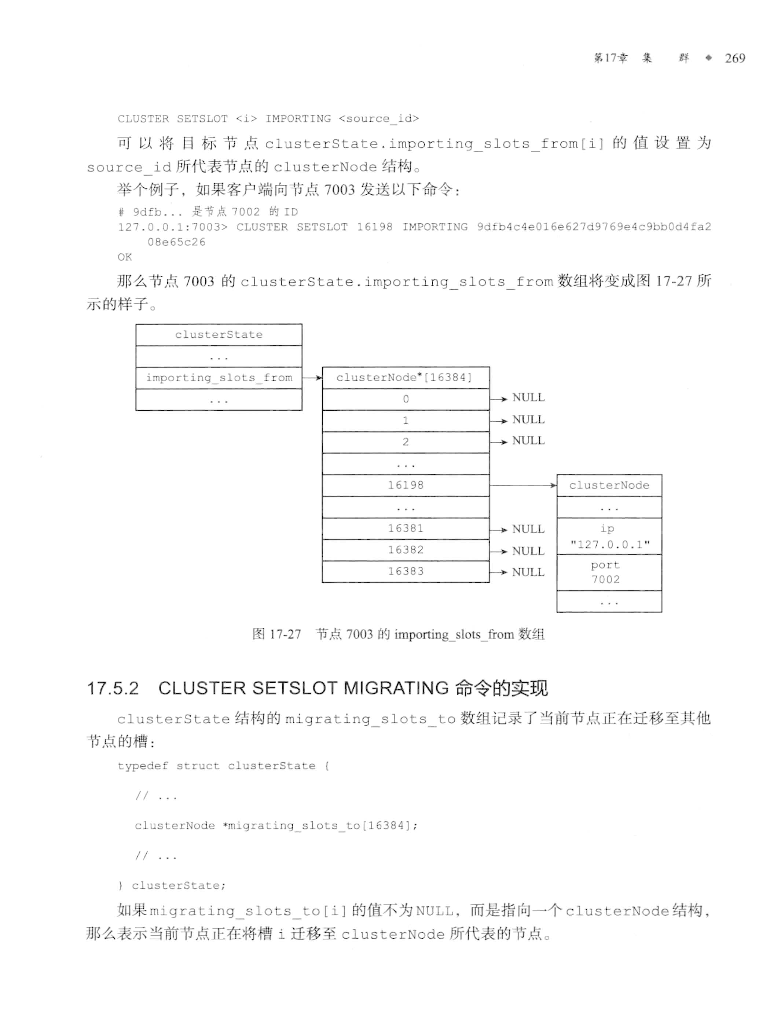 第17章 集 群 ◆ 269
CLUSTER SETSLOT <i> IMPORTING <source_id>
可以将目标节点 clusterState.importing_slots_from[i] 的值设置为
source_id 所代表节点的 clusterNode 结构。
举个例子，如果客户端向节点 7003 发送以下命令：
# 9dfb... 是节点 7002 的 ID
127.0.0.1:7003> CLUSTER SETSLOT 16198 IMPORTING 9dfb4c4e016e627d9769e4c9bb0d4fa2
08e65c26
OK
那么节点 7003 的 clusterState.importing_slots_from 数组将变成图 17-27 所
示的样子。
clusterState
...
importing_slots_from
...
clusterNode*[16384]
0
NULL
1
NULL
2
NULL
...
16198
...
16381
NULL
16382
NULL
16383
NULL
clusterNode
...
ip
"127.0.0.1"
port
7002
...
图 17-27 节点 7003 的 importing_slots_from 数组
17.5.2 CLUSTER SETSLOT MIGRATING 命令的实现
clusterState 结构的 migrating_slots_to 数组记录了当前节点正在迁移至其他
节点的槽：
typedef struct clusterState {
// ...
clusterNode *migrating_slots_to[16384];
// ...
} clusterState;
如果 migrating_slots_to[i] 的值不为 NULL，而是指向一个 clusterNode 结构，
那么表示当前节点正在将槽 i 迁移至 clusterNode 所代表的节点。